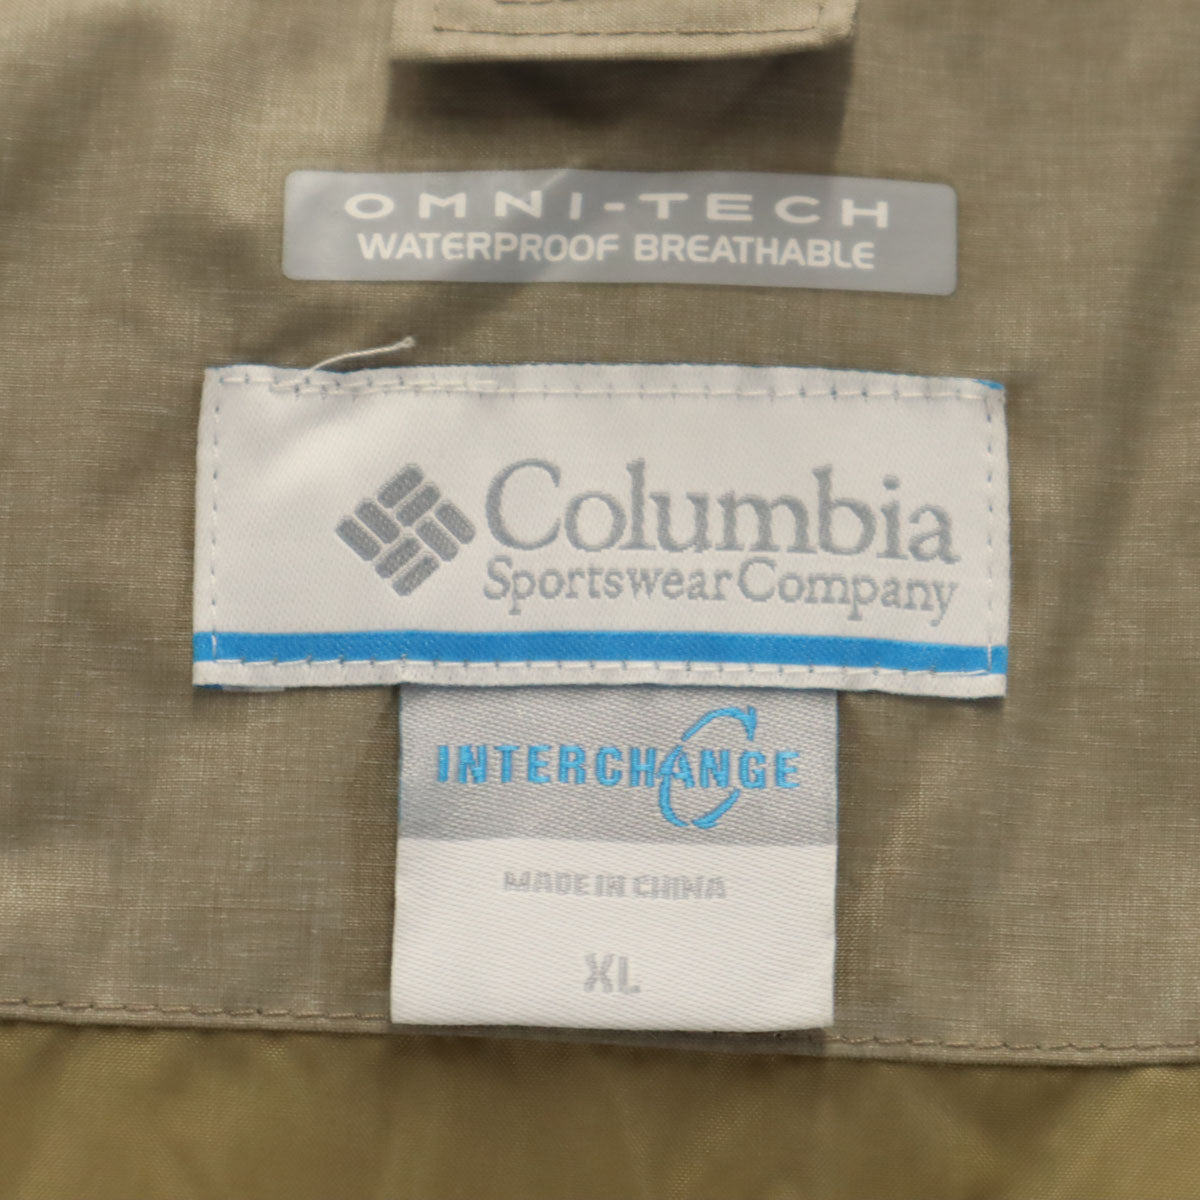 OMNI-TECH
WATERPROOF BREATHABLE
Columbia
Sportswear Company
INTERCHANGE
MADE IN CHINA
XL